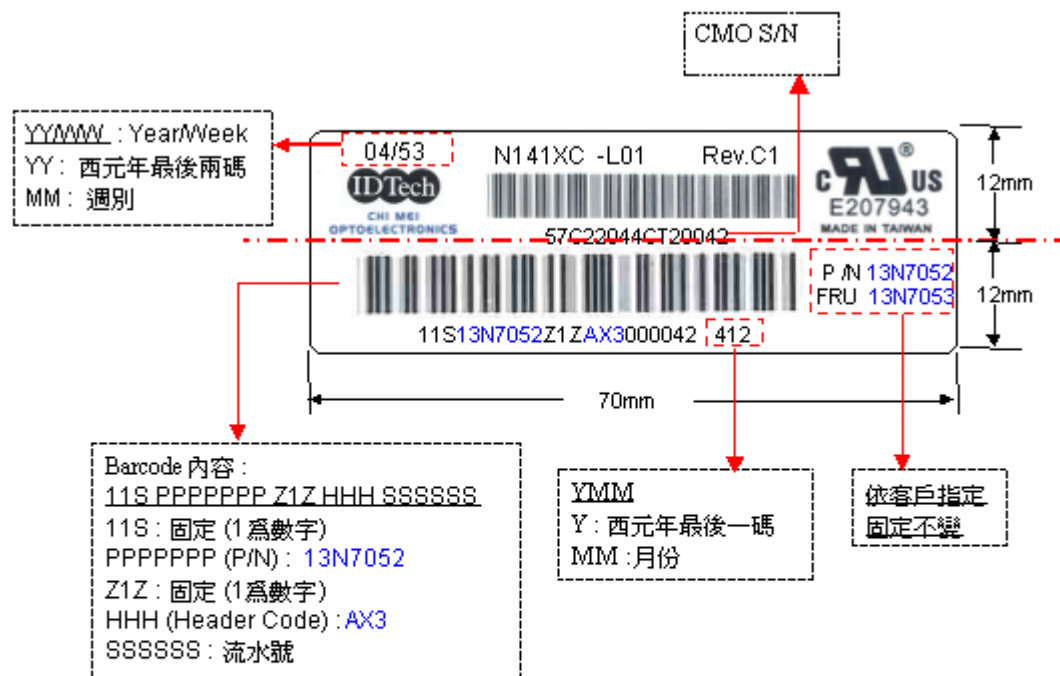 CMO S/N
YY/WW : Year/Week
YY : 西元年最後兩碼
MM : 週別
04/53
N141XC -L01 Rev.C1
IDTech
CHI MEI
OPTOELECTRONICS
57C22044CT20042
C RU US ®
E207943
MADE IN TAIWAN
12mm
P/N 13N7052
FRU 13N7053
12mm
11S13N7052Z1ZAX3000042 412
70mm
Barcode 內容 :
11S PPPPPPP Z1Z HHH SSSSSS
11S : 固定 (1爲數字)
PPPPPPP (P/N) : 13N7052
Z1Z : 固定 (1爲數字)
HHH (Header Code) : AX3
SSSSSS : 流水號
YMM
Y : 西元年最後一碼
MM : 月份
依客戶指定
固定不變